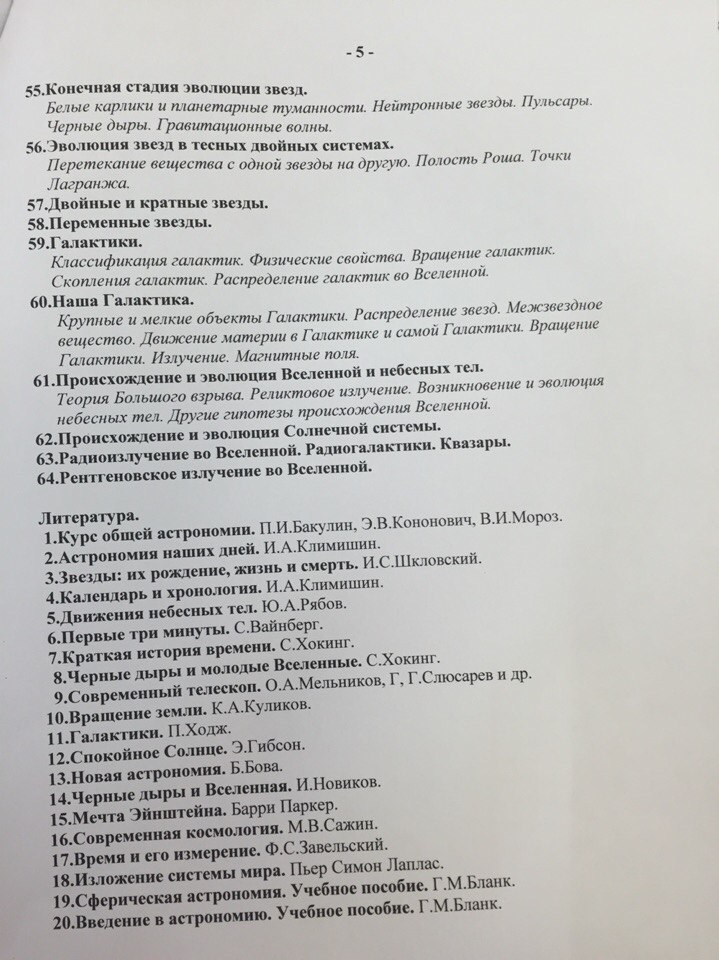 - 5 -
55.Конечная стадия эволюции звезд.
Белые карлики и планетарные туманности. Нейтронные звезды. Пульсары.
Черные дыры. Гравитационные волны.
56.Эволюция звезд в тесных двойных системах.
Перетекание вещества с одной звезды на другую. Полость Роша. Точки
Лагранжа.
57.Двойные и кратные звезды.
58.Переменные звезды.
59.Галактики.
Классификация галактик. Физические свойства. Вращение галактик.
Скопления галактик. Распределение галактик во Вселенной.
60.Наша Галактика.
Крупные и мелкие объекты Галактики. Распределение звезд. Межзвездное
вещество. Движение материи в Галактике и самой Галактики. Вращение
Галактики. Излучение. Магнитные поля.
61.Происхождение и эволюция Вселенной и небесных тел.
Теория Большого взрыва. Реликтовое излучение. Возникновение и эволюция
небесных тел. Другие гипотезы происхождения Вселенной.
62.Происхождение и эволюция Солнечной системы.
63.Радиоизлучение во Вселенной. Радиогалактики. Квазары.
64.Рентгеновское излучение во Вселенной.
Литература.
1.Курс общей астрономии. П.И.Бакулин, Э.В.Кононович, В.И.Мороз.
2.Астрономия наших дней. И.А.Климишин.
3.Звезды: их рождение, жизнь и смерть. И.С.Шкловский.
4.Календарь и хронология. И.А.Климишин.
5.Движения небесных тел. Ю.А.Рябов.
6.Первые три минуты. С.Вайнберг.
7.Краткая история времени. С.Хокинг.
8.Черные дыры и молодые Вселенные. С.Хокинг.
9.Современный телескоп. О.А.Мельников, Г, Г.Слюсарев и др.
10.Вращение земли. К.А.Куликов.
11.Галактики. П.Ходж.
12.Спокойное Солнце. Э.Гибсон.
13.Новая астрономия. Б.Бова.
14.Черные дыры и Вселенная. И.Новиков.
15.Мечта Эйнштейна. Барри Паркер.
16.Современная космология. М.В.Сажин.
17.Время и его измерение. Ф.С.Завельский.
18.Изложение системы мира. Пьер Симон Лаплас.
19.Сферическая астрономия. Учебное пособие. Г.М.Бланк.
20.Введение в астрономию. Учебное пособие. Г.М.Бланк.